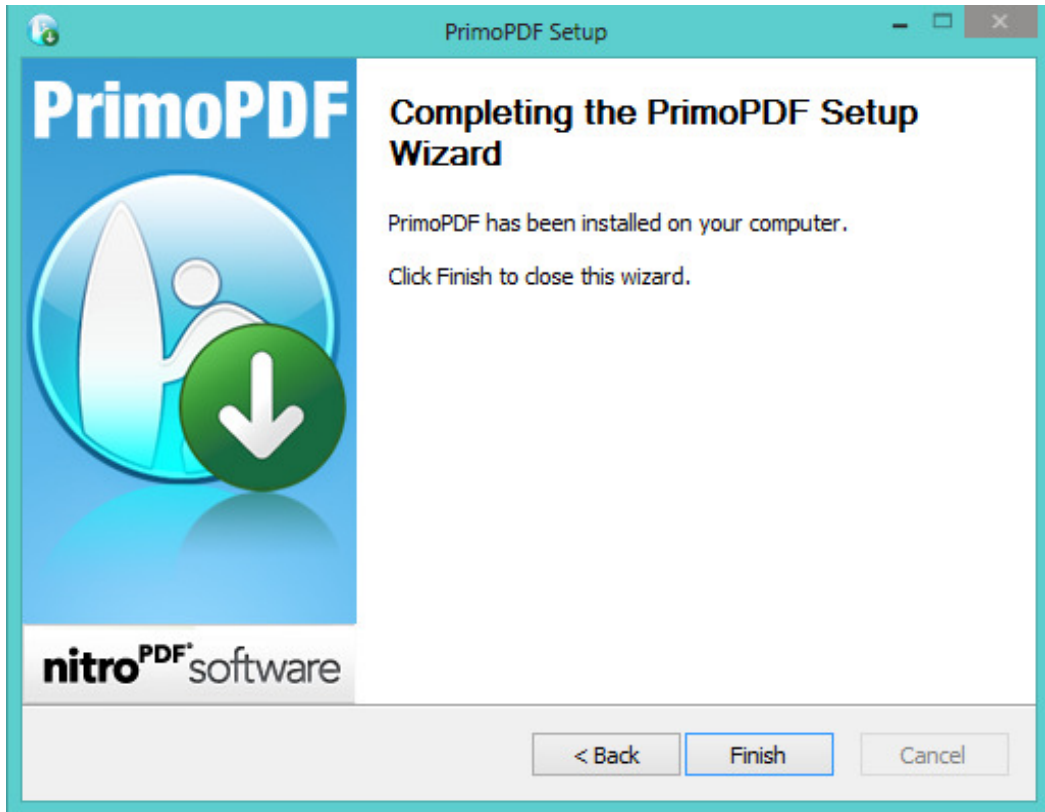 PrimoPDF Setup
PrimoPDF
Completing the PrimoPDF Setup
Wizard
PrimoPDF has been installed on your computer.
Click Finish to close this wizard.
nitroPDF® software
< Back
Finish
Cancel